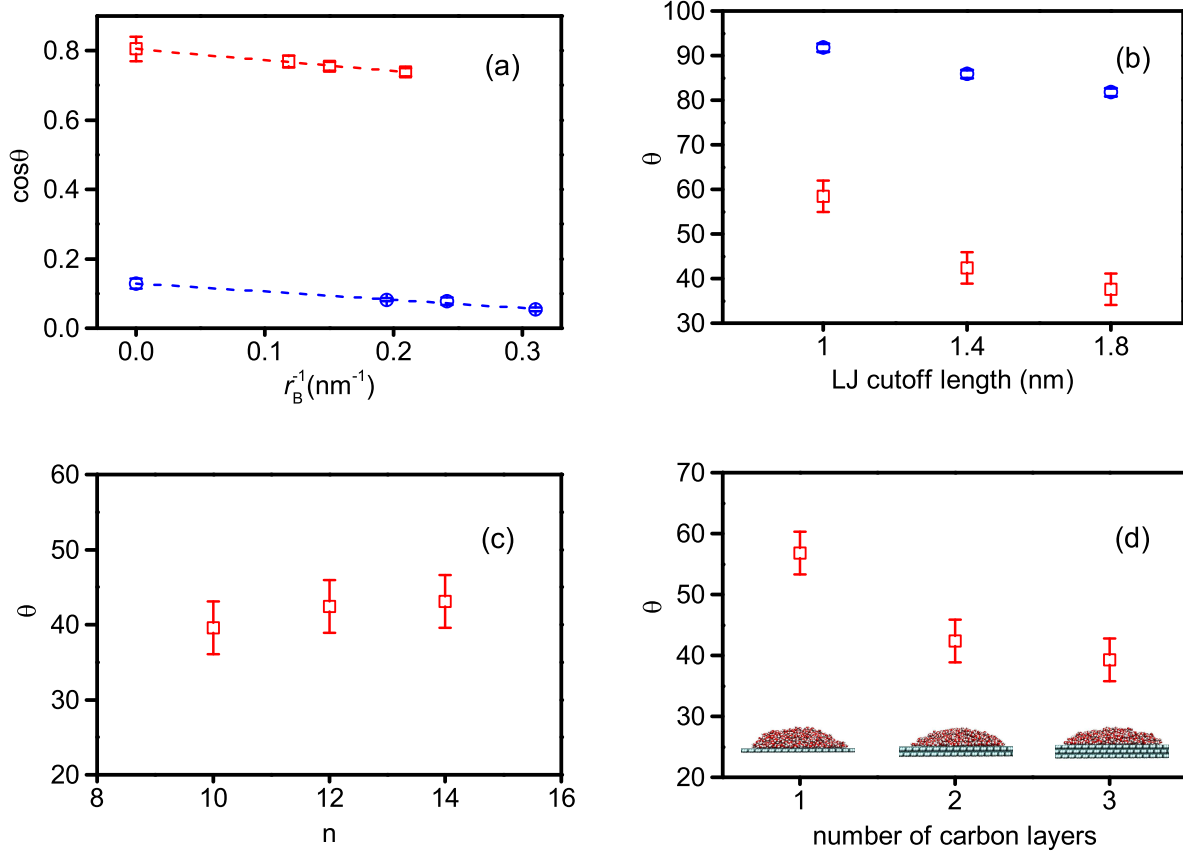 (a)
cosθ
0.8
0.6
0.4
0.2
0.0
0.0 0.1 0.2 0.3
r_B^-1(nm^-1)
(b)
θ
100
90
80
70
60
50
40
30
1 1.4 1.8
LJ cutoff length (nm)
(c)
θ
60
50
40
30
20
8 10 12 14 16
n
(d)
θ
70
60
50
40
30
20
1 2 3
number of carbon layers